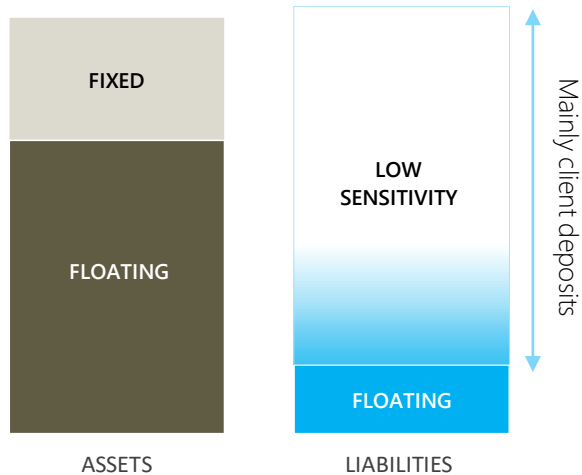 FIXED
FLOATING
ASSETS
LOW
SENSITIVITY
FLOATING
LIABILITIES
Mainly client deposits